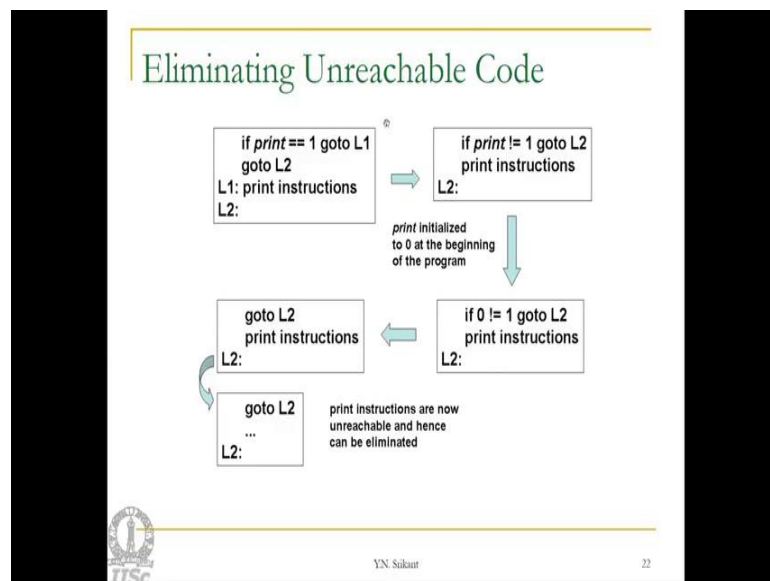 Eliminating Unreachable Code
if print == 1 goto L1
goto L2
L1: print instructions
L2:
if print != 1 goto L2
print instructions
L2:
print initialized
to 0 at the beginning
of the program
if 0 != 1 goto L2
print instructions
L2:
goto L2
print instructions
L2:
goto L2
...
L2:
print instructions are now
unreachable and hence
can be eliminated
IISc
Y.N. Srikant
22